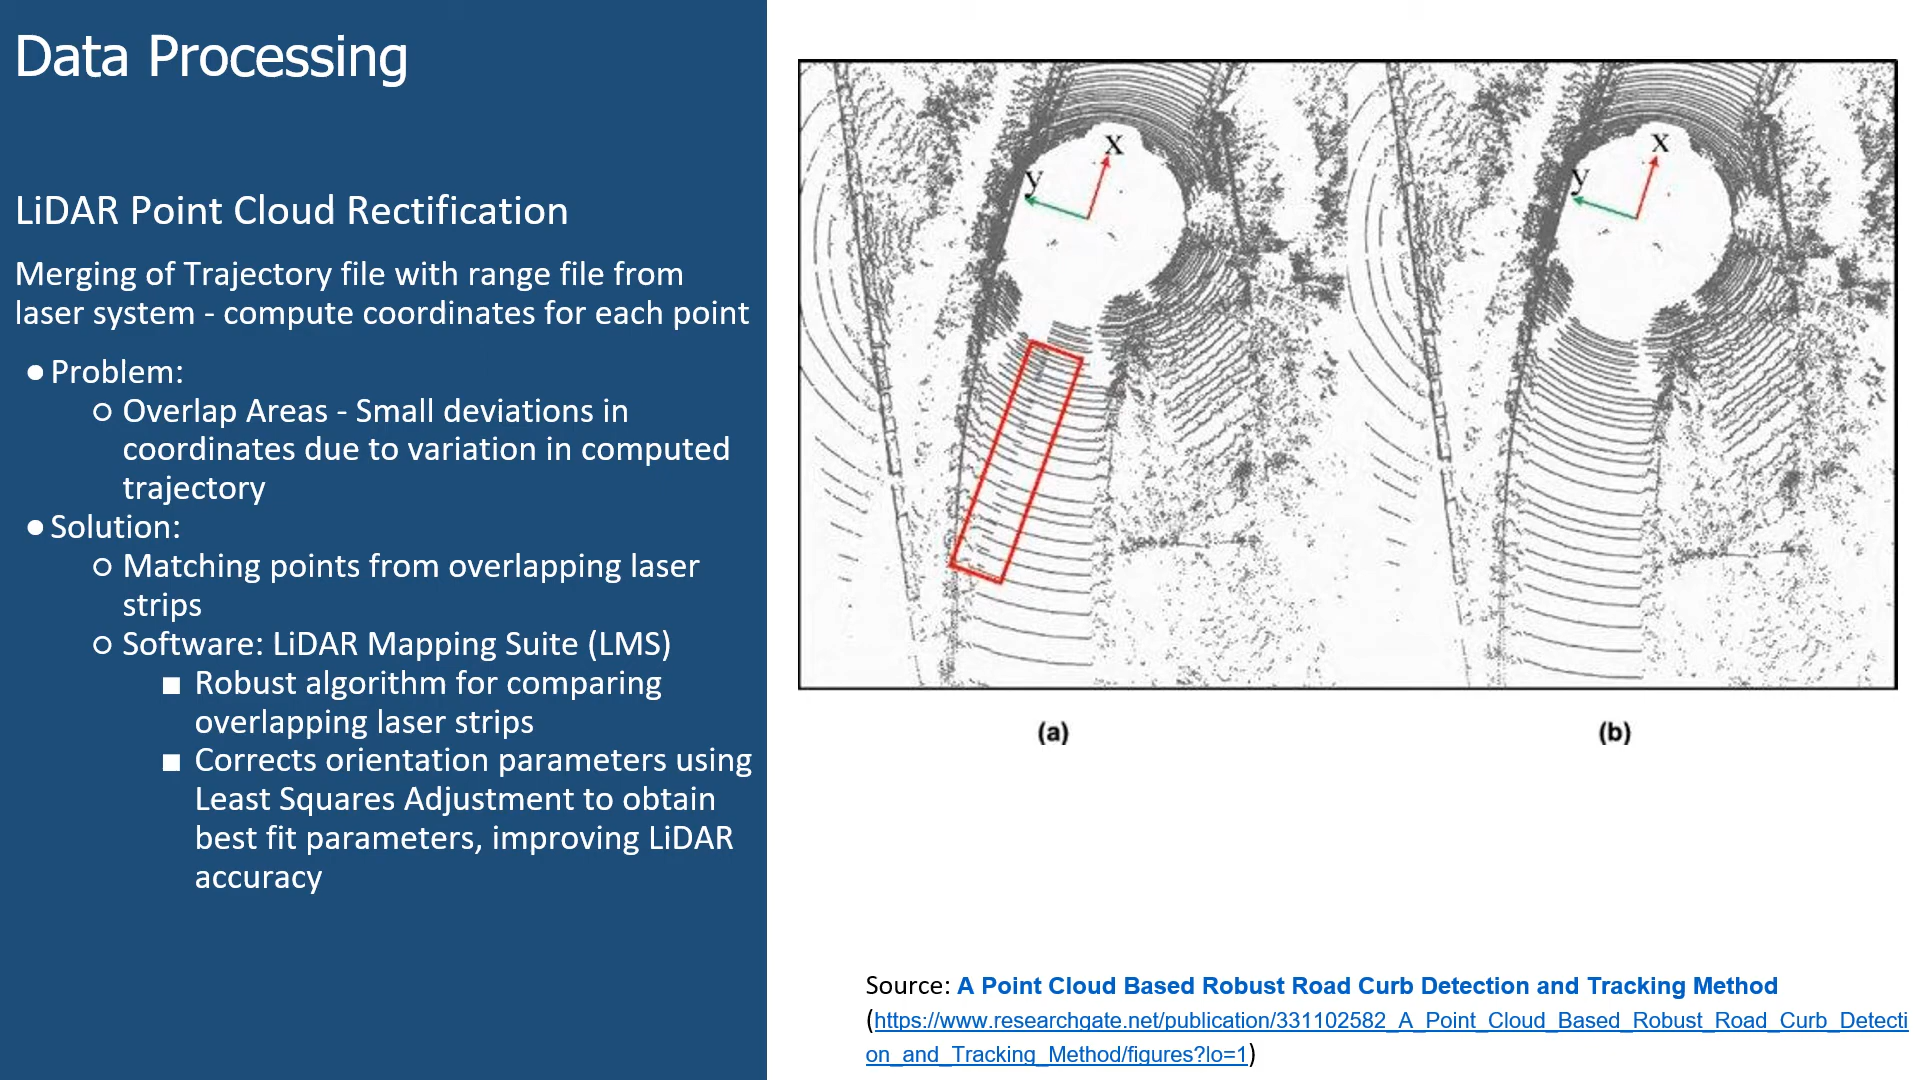 Data Processing
LiDAR Point Cloud Rectification
Merging of Trajectory file with range file from
laser system - compute coordinates for each point
● Problem:
○ Overlap Areas - Small deviations in
coordinates due to variation in computed
trajectory
● Solution:
○ Matching points from overlapping laser
strips
○ Software: LiDAR Mapping Suite (LMS)
■ Robust algorithm for comparing
overlapping laser strips
■ Corrects orientation parameters using
Least Squares Adjustment to obtain
best fit parameters, improving LiDAR
accuracy
x
y
x
y
(a)
(b)
Source: A Point Cloud Based Robust Road Curb Detection and Tracking Method
(https://www.researchgate.net/publication/331102582_A_Point_Cloud_Based_Robust_Road_Curb_Detecti
on_and_Tracking_Method/figures?lo=1)